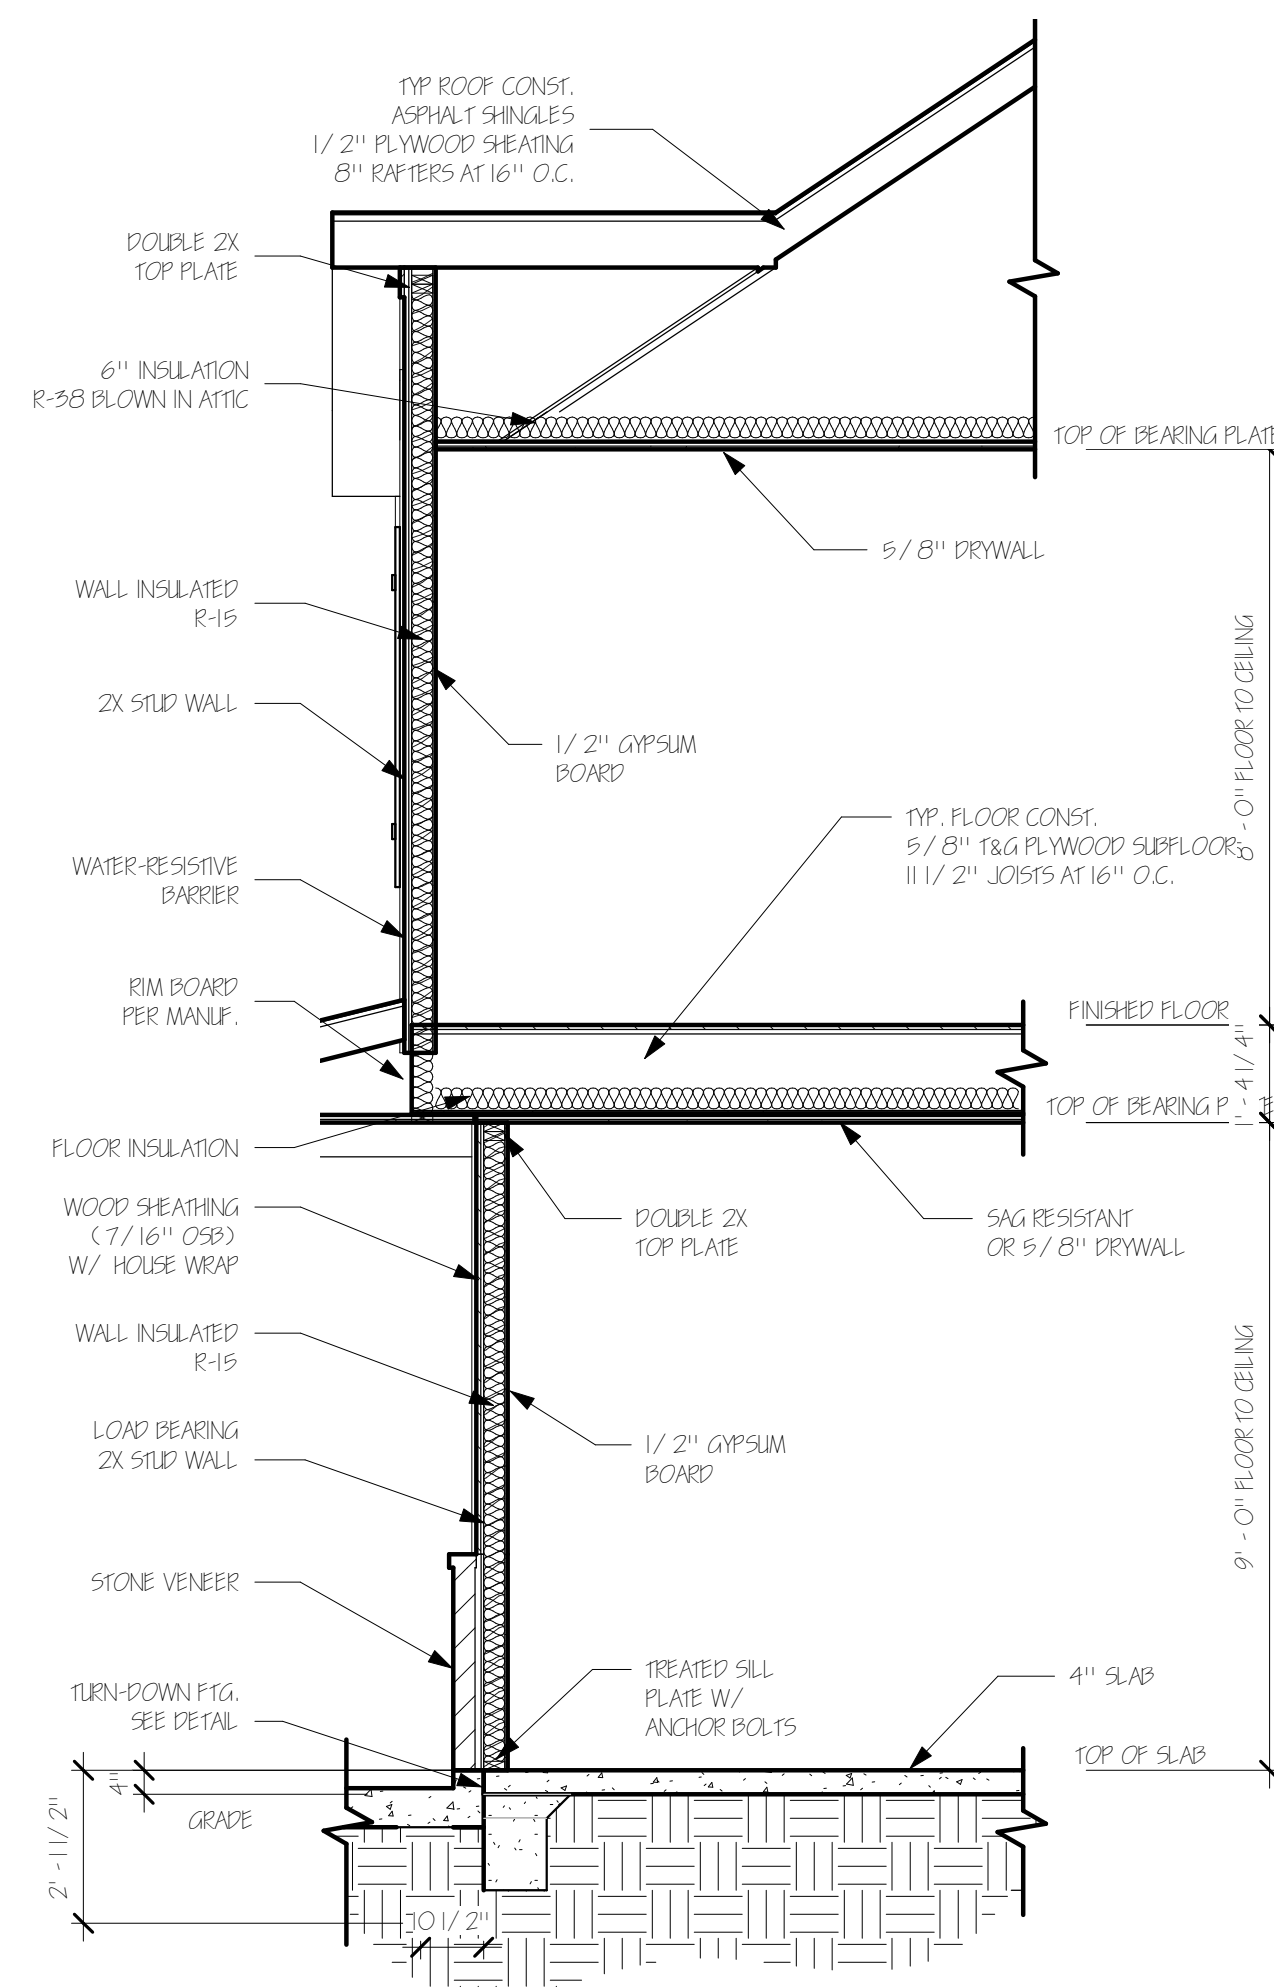 TYP ROOF CONST.
ASPHALT SHINGLES
1/2" PLYWOOD SHEATING
8" RAFTERS AT 16" O.C.
DOUBLE 2X
TOP PLATE
6" INSULATION
R-38 BLOWN IN ATTIC
TOP OF BEARING PLATE
5/8" DRYWALL
WALL INSULATED
R-15
2X STUD WALL
1/2" GYPSUM
BOARD
8' - 0" FLOOR TO CEILING
TYP. FLOOR CONST.
5/8" T&G PLYWOOD SUBFLOOR
11 1/2" JOISTS AT 16" O.C.
WATER-RESISTIVE
BARRIER
RIM BOARD
PER MANUF.
FINISHED FLOOR
1' - 4 1/4"
TOP OF BEARING
FLOOR INSULATION
WOOD SHEATHING
(7/16" OSB)
W/ HOUSE WRAP
DOUBLE 2X
TOP PLATE
SAG RESISTANT
OR 5/8" DRYWALL
WALL INSULATED
R-15
LOAD BEARING
2X STUD WALL
1/2" GYPSUM
BOARD
9' - 0" FLOOR TO CEILING
STONE VENEER
TREATED SILL
PLATE W/
ANCHOR BOLTS
4" SLAB
TURN-DOWN FTG.
SEE DETAIL
TOP OF SLAB
4"
GRADE
2' - 1 1/2"
10 1/2"